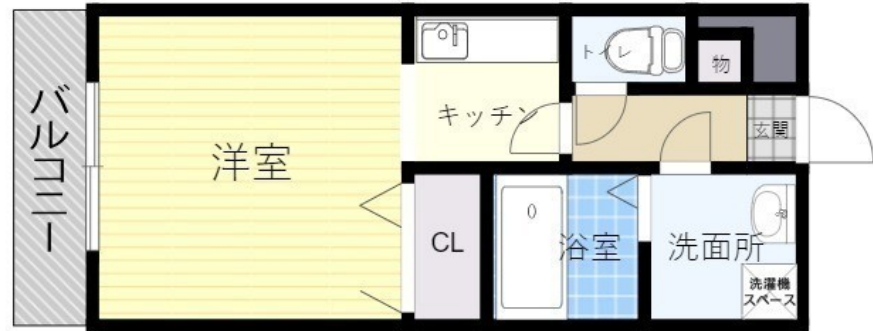 バルコニー
洋室
キッチン
トイレ
物
玄関
CL
浴室
洗面所
洗濯機
スペース